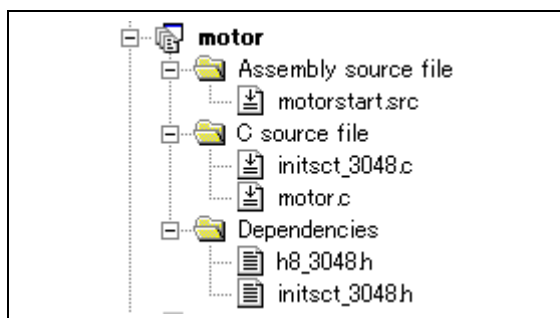 motor
Assembly source file
motorstart.src
C source file
initsct_3048.c
motor.c
Dependencies
h8_3048.h
initsct_3048.h